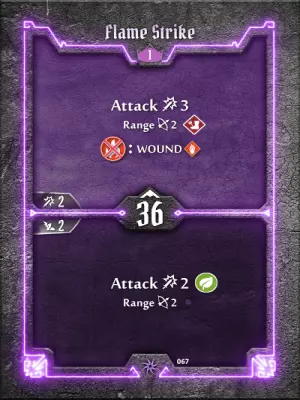 Flame Strike
1
Attack 3
Range 2
: WOUND
2
36
2
Attack 2
Range 2
067